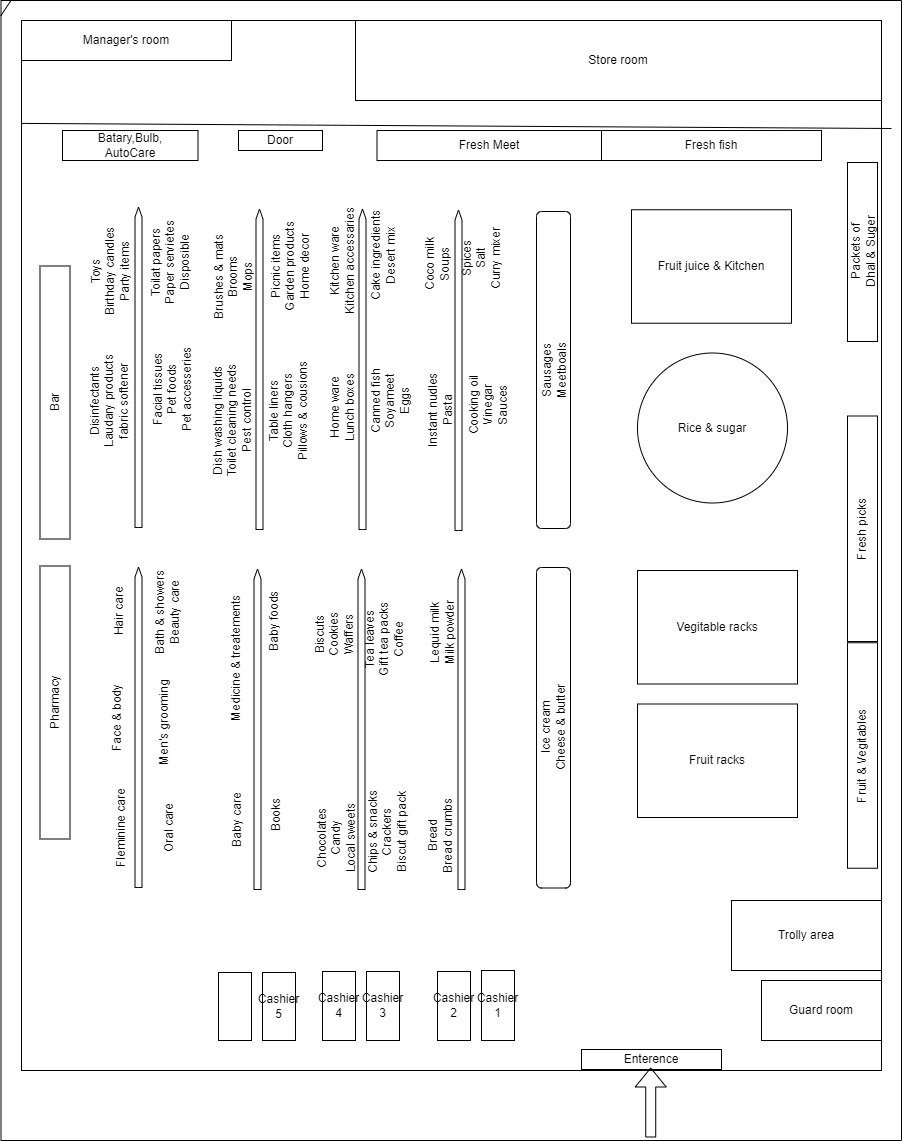 Manager's room
Store room
Batary,Bulb,
AutoCare
Door
Fresh Meet
Fresh fish
Packets of
Dhal & Suger
Toys
Birthday candles
Party items
Toilat papers
Paper servietes
Disposible
Brushes & mats
Brooms
Mops
Picnic items
Garden products
Home decor
Kitchen ware
Kitchen accessaries
Cake ingredients
Desert mix
Coco milk
Soups
Spices
Salt
Curry mixer
Fruit juice & Kitchen
Bar
Disinfectants
Laudary products
fabric softener
Facial tissues
Pet foods
Pet accesseries
Dish washing liquids
Toilet cleaning needs
Pest control
Table liners
Cloth hangers
Pillows & cousions
Home ware
Lunch boxes
Canned fish
Soyameet
Eggs
Instant nudles
Pasta
Cooking oil
Vinegar
Sauces
Sausages
Meetboals
Rice & sugar
Fresh picks
Pharmacy
Hair care
Bath & showers
Beauty care
Medicine & treatements
Baby foods
Biscuts
Cookies
Waffers
Tea leaves
Gift tea packs
Coffee
Lequid milk
Milk powder
Vegitable racks
Face & body
Men's grooming
Ice cream
Cheese & butter
Fruit racks
Fruit & Vegitables
Fleminine care
Oral care
Baby care
Books
Chocolates
Candy
Local sweets
Chips & snacks
Crackers
Biscut gift pack
Bread
Bread crumbs
Trolly area
Cashier
5
Cashier
4
Cashier
3
Cashier
2
Cashier
1
Guard room
Enterence